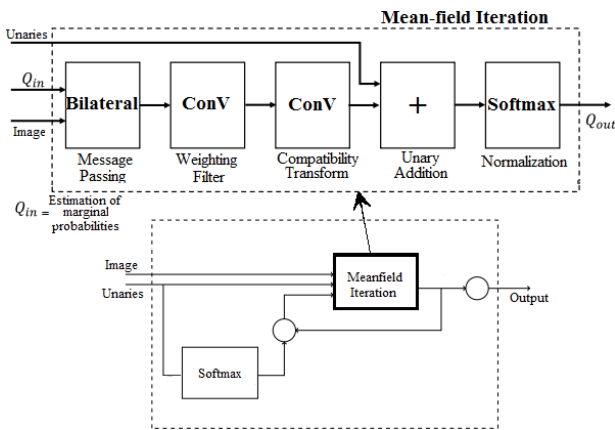 Mean-field Iteration
Unaries
Q_in
Image
Bilateral
ConV
ConV
+
Softmax
Q_out
Message
Passing
Weighting
Filter
Compatibility
Transform
Unary
Addition
Normalization
Q_in = Estimation of
marginal
probabilities
Image
Unaries
Meanfield
Iteration
Output
Softmax